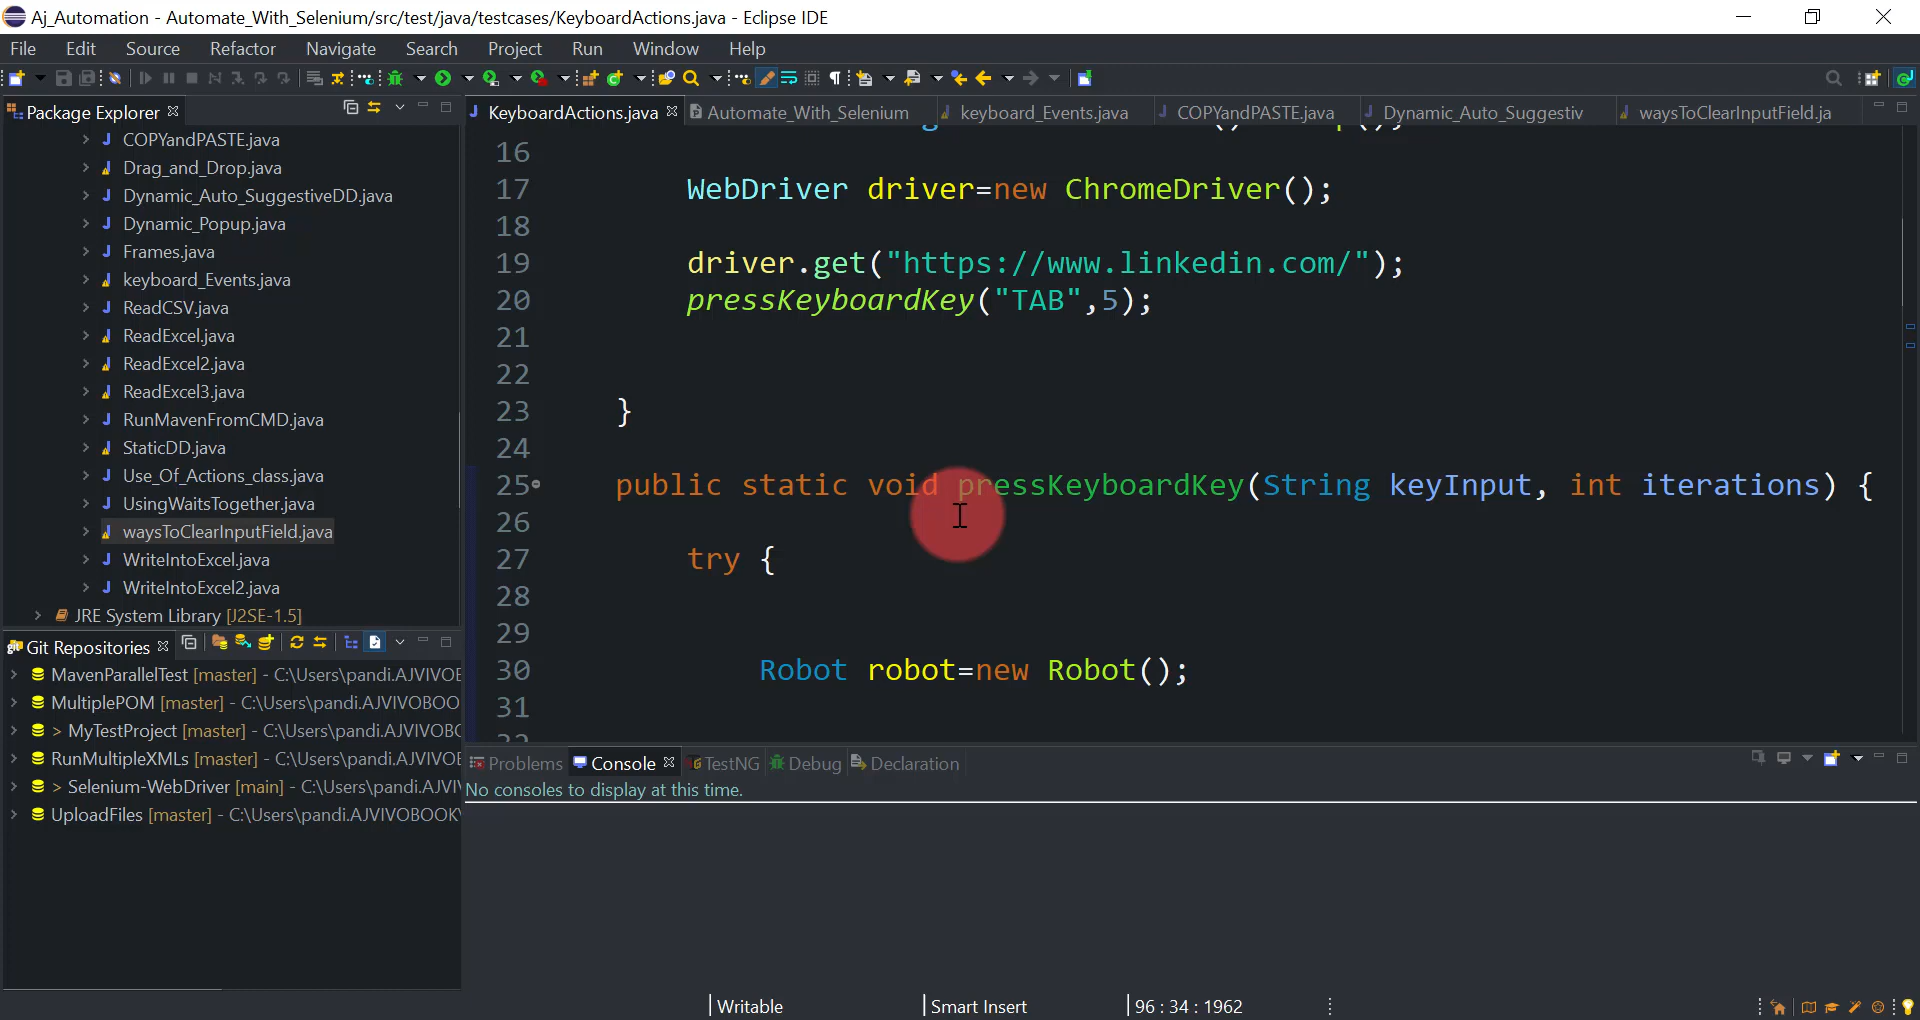 Aj_Automation - Automate_With_Selenium/src/test/java/testcases/KeyboardActions.java - Eclipse IDE
File Edit Source Refactor Navigate Search Project Run Window Help
Package Explorer
COPYandPASTE.java
Drag_and_Drop.java
Dynamic_Auto_SuggestiveDD.java
Dynamic_Popup.java
Frames.java
keyboard_Events.java
ReadCSV.java
ReadExcel.java
ReadExcel2.java
ReadExcel3.java
RunMavenFromCMD.java
StaticDD.java
Use_Of_Actions_class.java
UsingWaitsTogether.java
waysToClearInputField.java
WriteIntoExcel.java
WriteIntoExcel2.java
JRE System Library [J2SE-1.5]
Git Repositories
MavenParallelTest [master] - C:\Users\pandi.AJVIVOB
MultiplePOM [master] - C:\Users\pandi.AJVIVOBOO
> MyTestProject [master] - C:\Users\pandi.AJVIVOBO
RunMultipleXMLs [master] - C:\Users\pandi.AJVIVOB
> Selenium-WebDriver [main] - C:\Users\pandi.AJVI
UploadFiles [master] - C:\Users\pandi.AJVIVOBOOK
KeyboardActions.java Automate_With_Selenium keyboard_Events.java COPYandPASTE.java Dynamic_Auto_Suggestiv waysToClearInputField.ja
16
17 WebDriver driver=new ChromeDriver();
18
19 driver.get("https://www.linkedin.com/");
20 pressKeyboardKey("TAB",5);
21
22
23 }
24
25 public static void pressKeyboardKey(String keyInput, int iterations) {
26
27 try {
28
29
30 Robot robot=new Robot();
31
Problems Console TestNG Debug Declaration
No consoles to display at this time.
Writable Smart Insert 96 : 34 : 1962